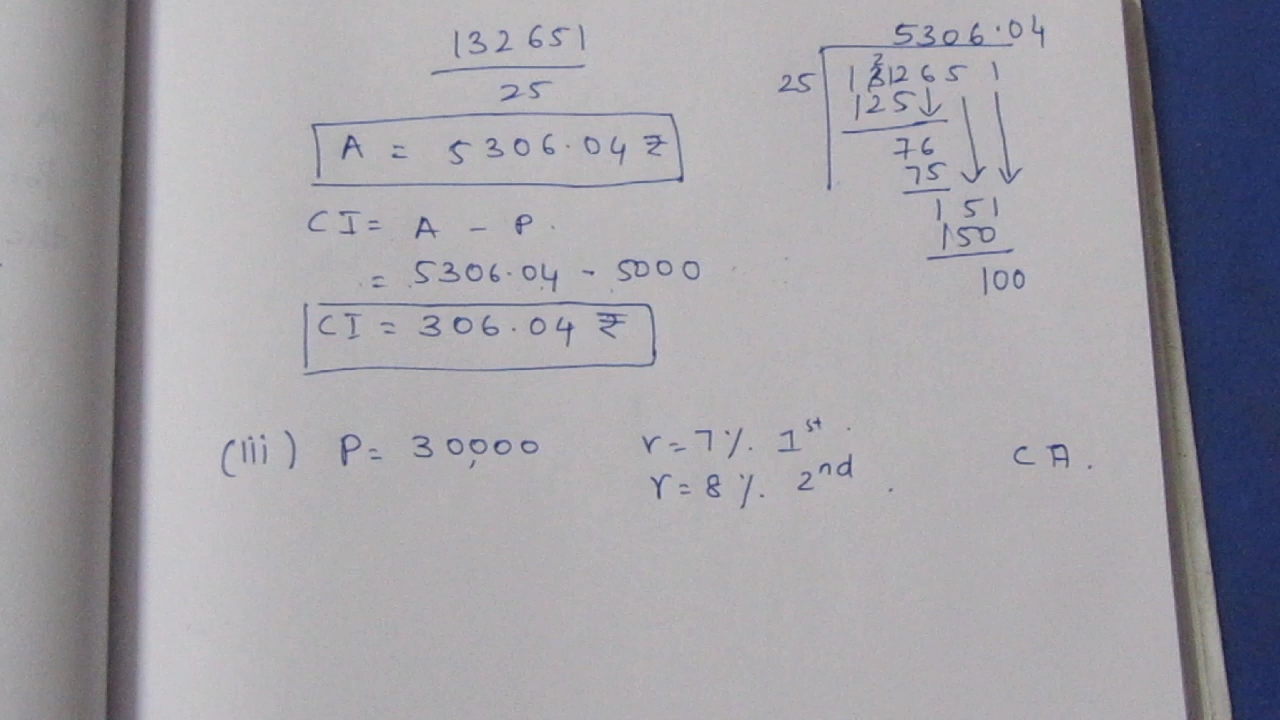 132651
25
A = 5306.04 ₹
CI = A - P.
= 5306.04 - 5000
CI = 306.04 ₹
5306.04
25 132651
125
76
75
151
150
100
(iii) P = 30,000 r = 7 %. 1st. CA.
r = 8 %. 2nd.